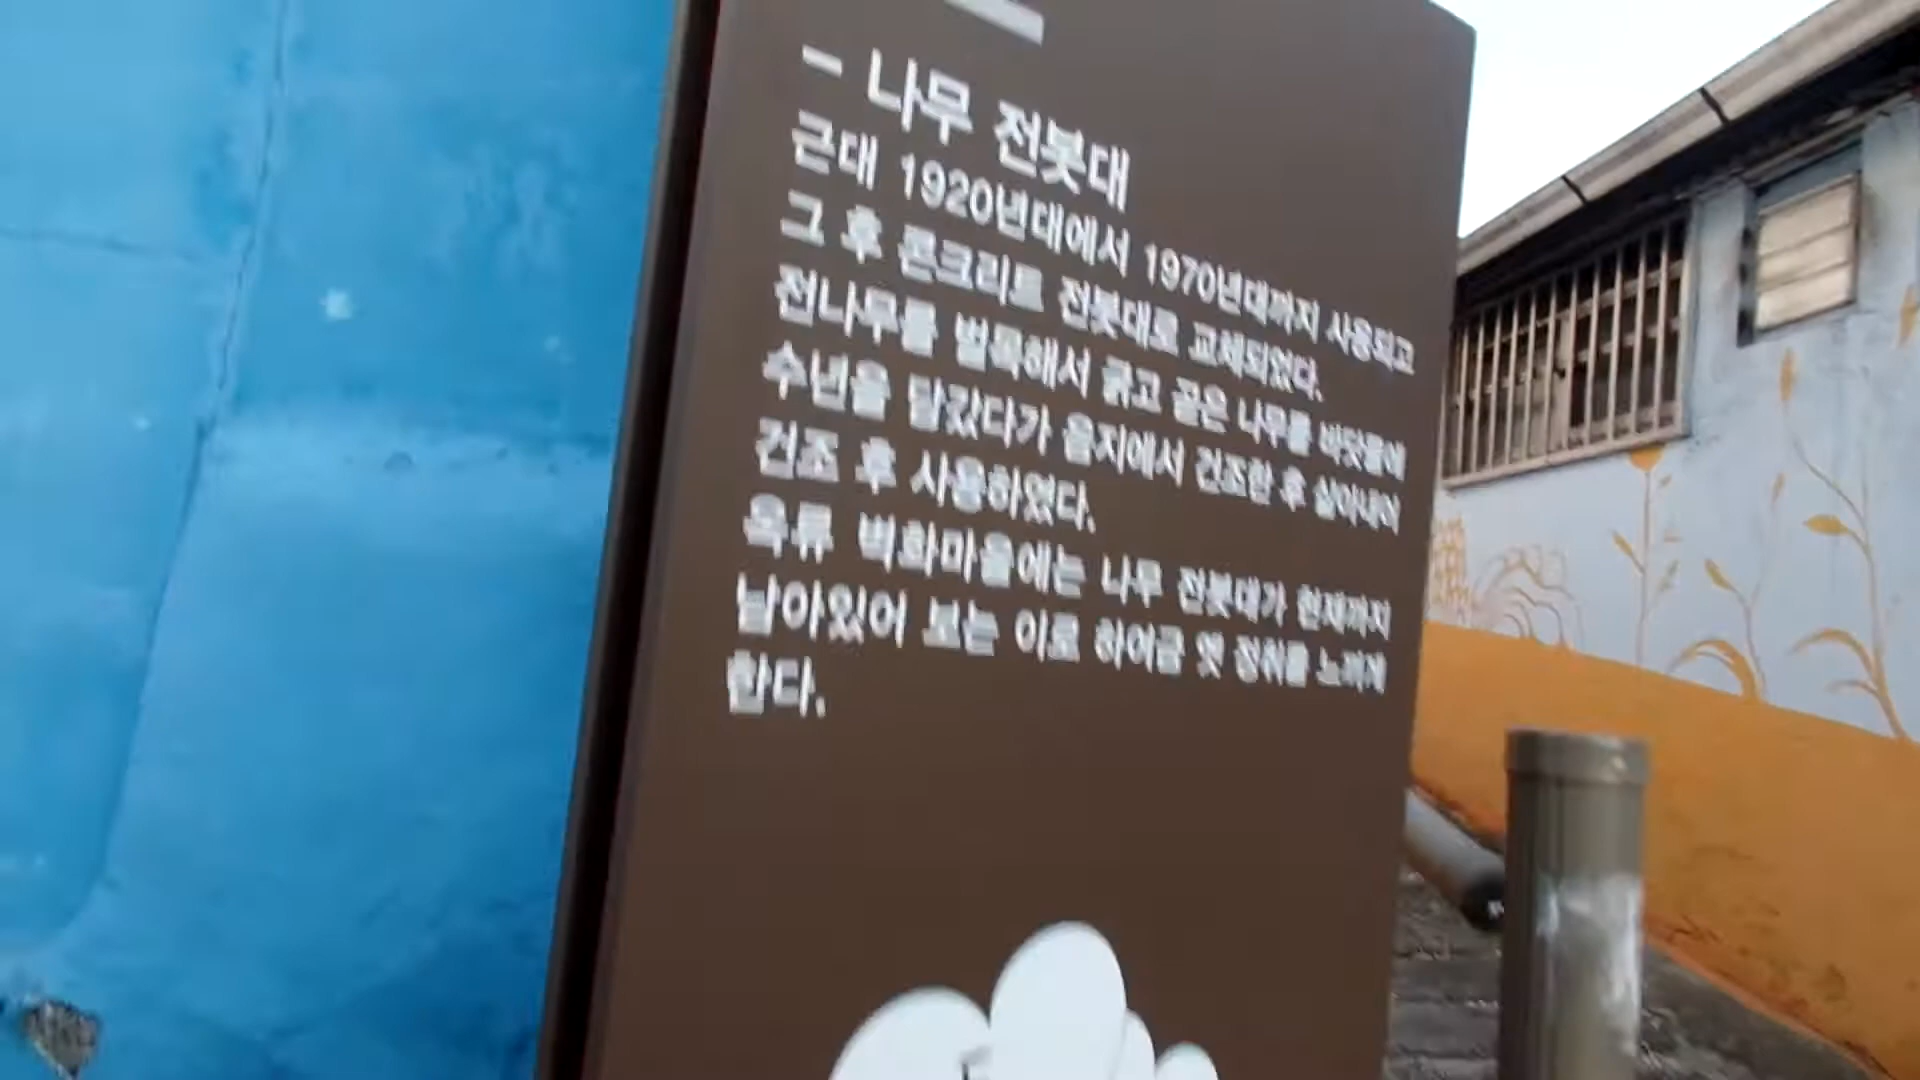 - 나무 전봇대
근대 1920년대에서 1970년대까지 사용되고
그 후 콘크리트 전봇대로 교체되었다.
전나무를 벌목해서 굵고 곧은 나무를 바닷물에
수년을 담갔다가 음지에서 건조한 후 삶아내어
건조 후 사용하였다.
옥류 벽화마을에는 나무 전봇대가 현재까지
남아있어 보는 이로 하여금 옛 정취를 느끼게
한다.